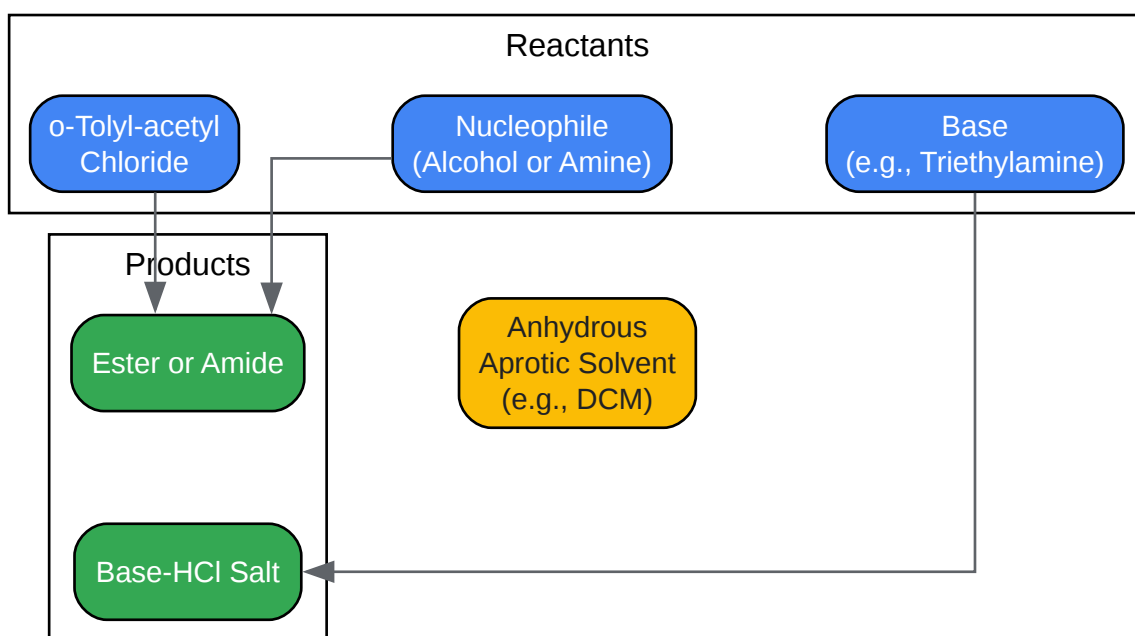 Reactants
o-Tolyl-acetyl
Chloride
Nucleophile
(Alcohol or Amine)
Base
(e.g., Triethylamine)
Products
Ester or Amide
Anhydrous
Aprotic Solvent
(e.g., DCM)
Base-HCl Salt